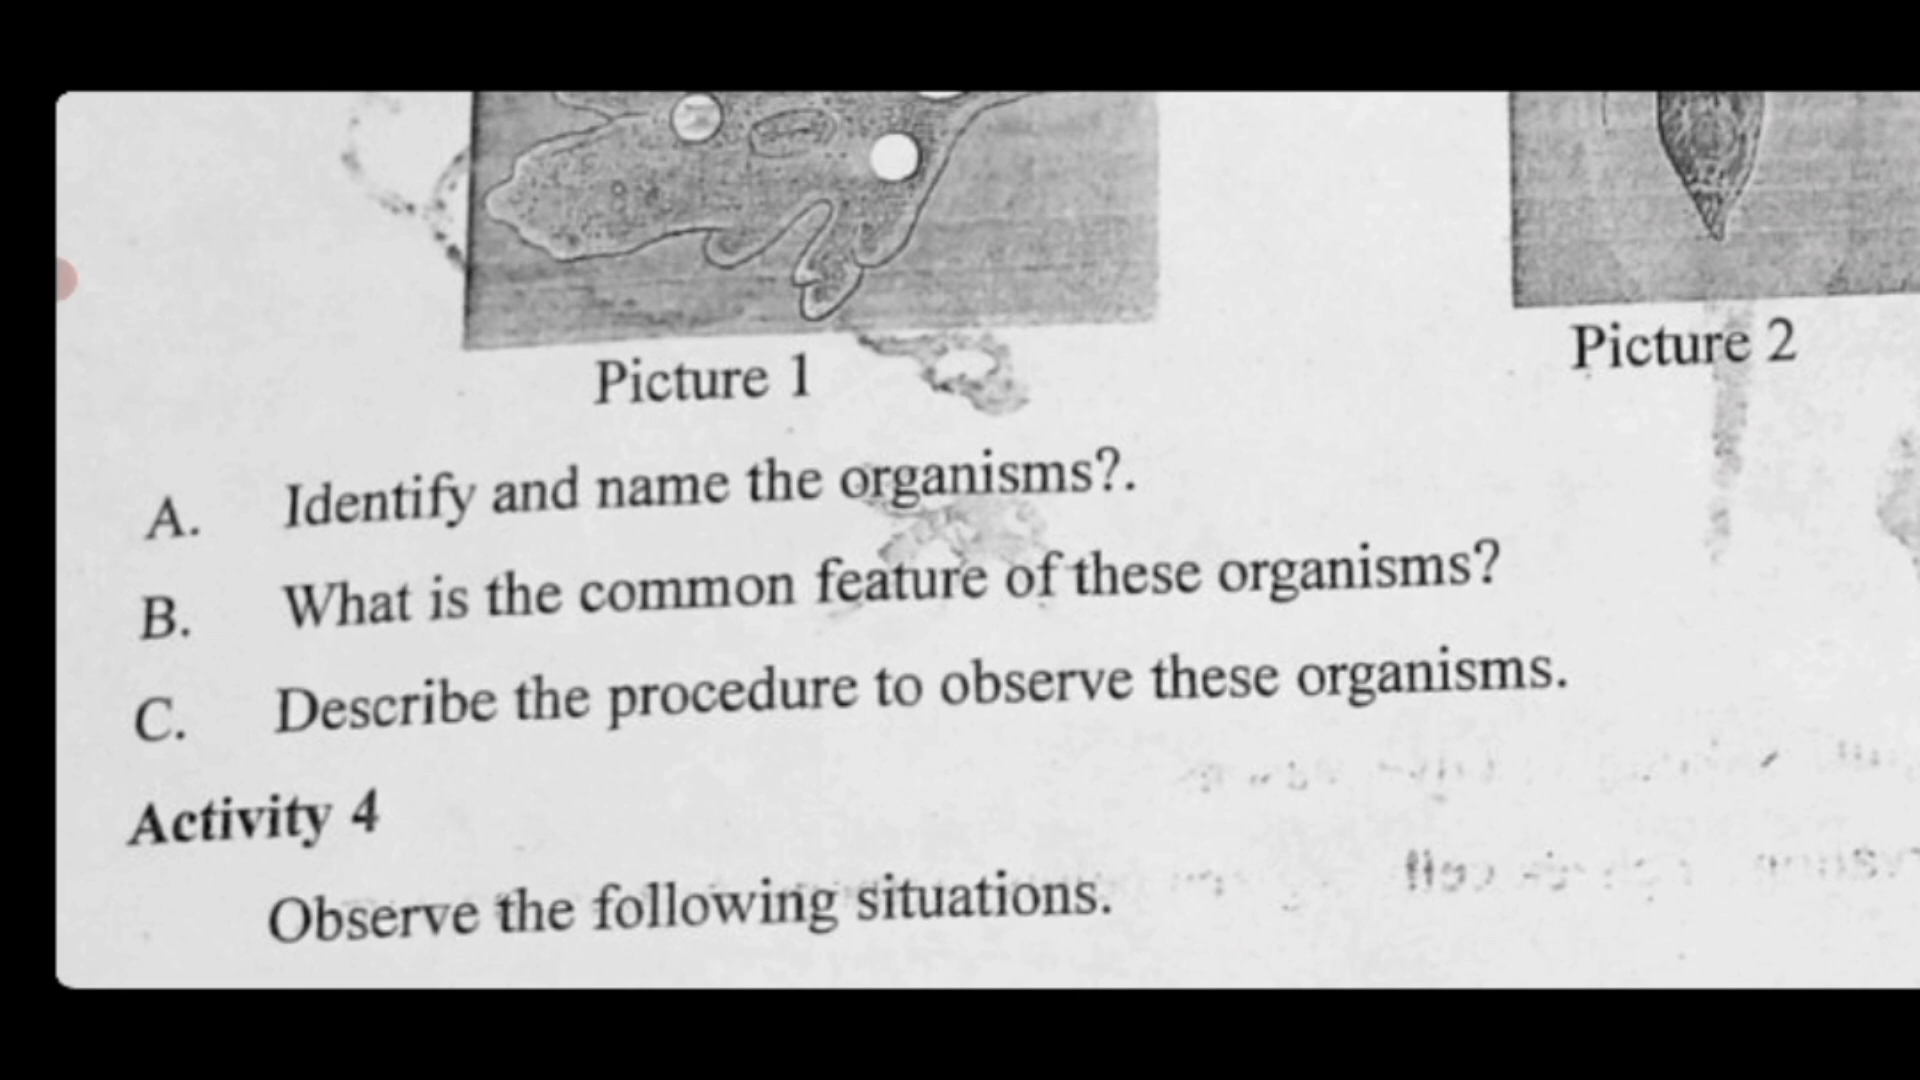 Picture 1
Picture 2
A. Identify and name the organisms?.
B. What is the common feature of these organisms?
C. Describe the procedure to observe these organisms.
Activity 4
Observe the following situations.